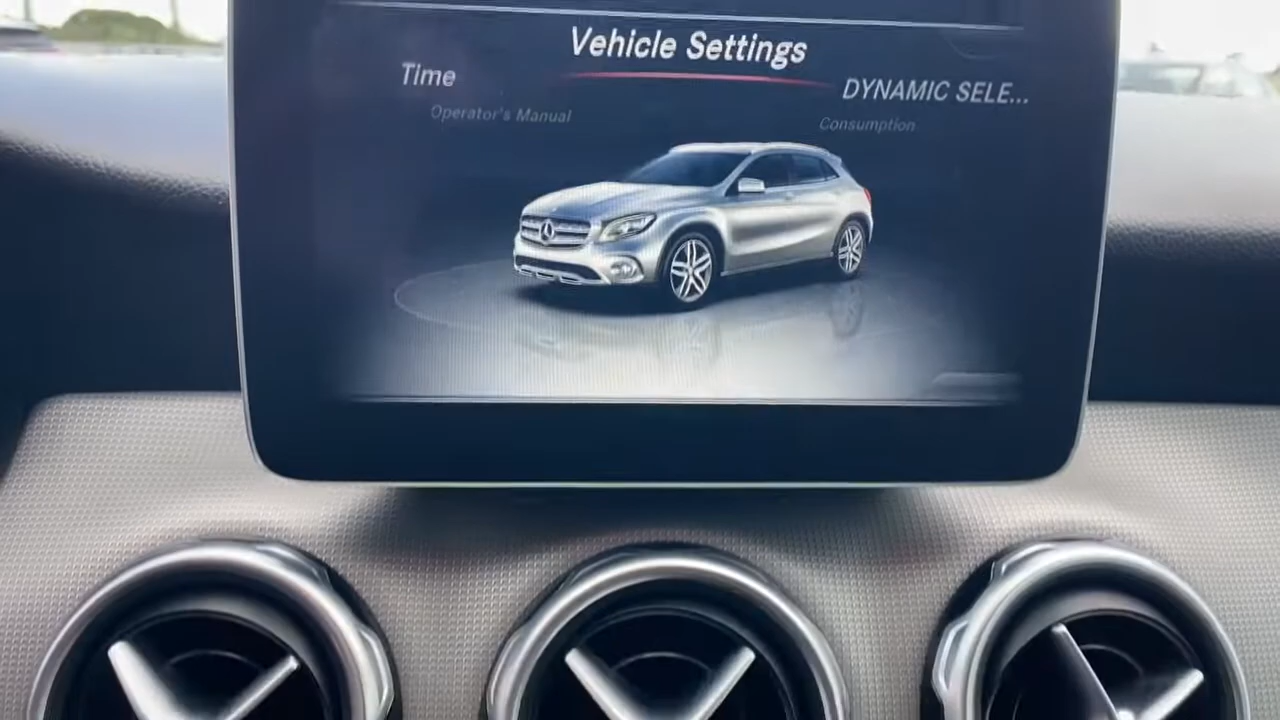 Vehicle Settings
Time
DYNAMIC SELE...
Operator's Manual
Consumption